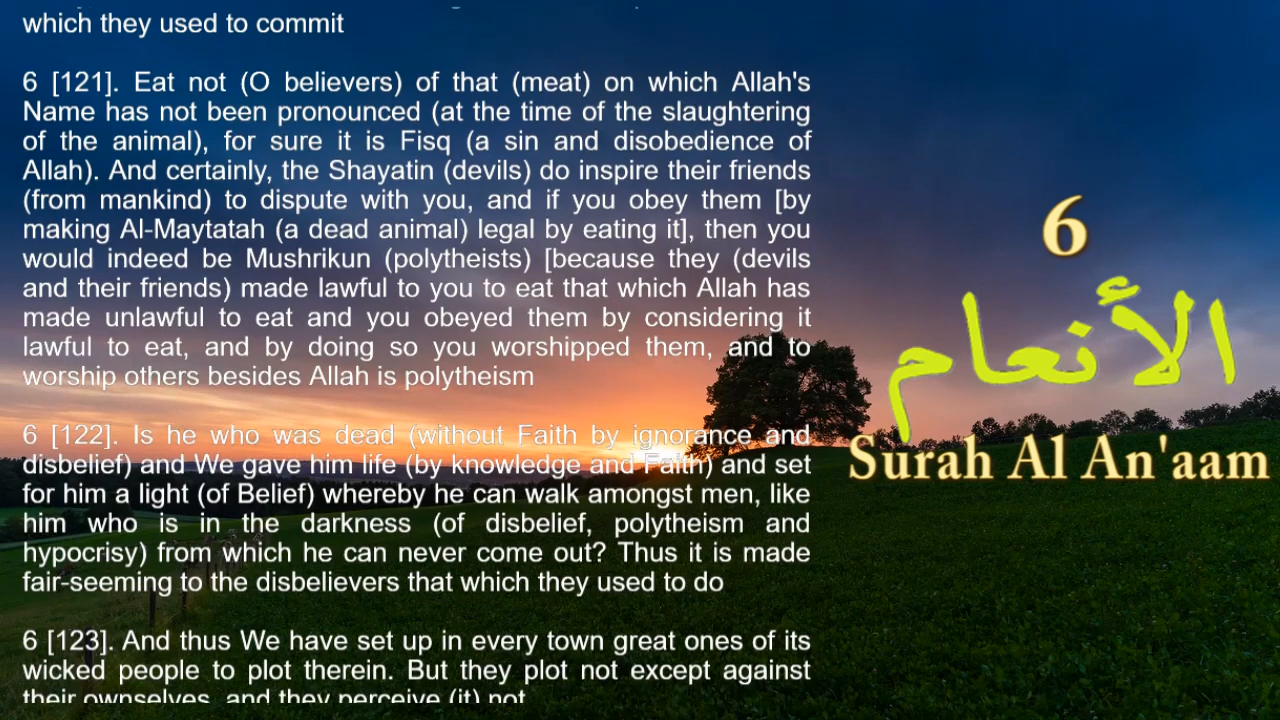 which they used to commit
6 [121]. Eat not (O believers) of that (meat) on which Allah's
Name has not been pronounced (at the time of the slaughtering
of the animal), for sure it is Fisq (a sin and disobedience of
Allah). And certainly, the Shayatin (devils) do inspire their friends
(from mankind) to dispute with you, and if you obey them [by
making Al-Maytatah (a dead animal) legal by eating it], then you
would indeed be Mushrikun (polytheists) [because they (devils
and their friends) made lawful to you to eat that which Allah has
made unlawful to eat and you obeyed them by considering it
lawful to eat, and by doing so you worshipped them, and to
worship others besides Allah is polytheism
6 [122]. Is he who was dead (without Faith by ignorance and
disbelief) and We gave him life (by knowledge and Faith) and set
for him a light (of Belief) whereby he can walk amongst men, like
him who is in the darkness (of disbelief, polytheism and
hypocrisy) from which he can never come out? Thus it is made
fair-seeming to the disbelievers that which they used to do
6 [123]. And thus We have set up in every town great ones of its
wicked people to plot therein. But they plot not except against
their ownselves, and they perceive (it) not
6
الأنعام
Surah Al An'aam